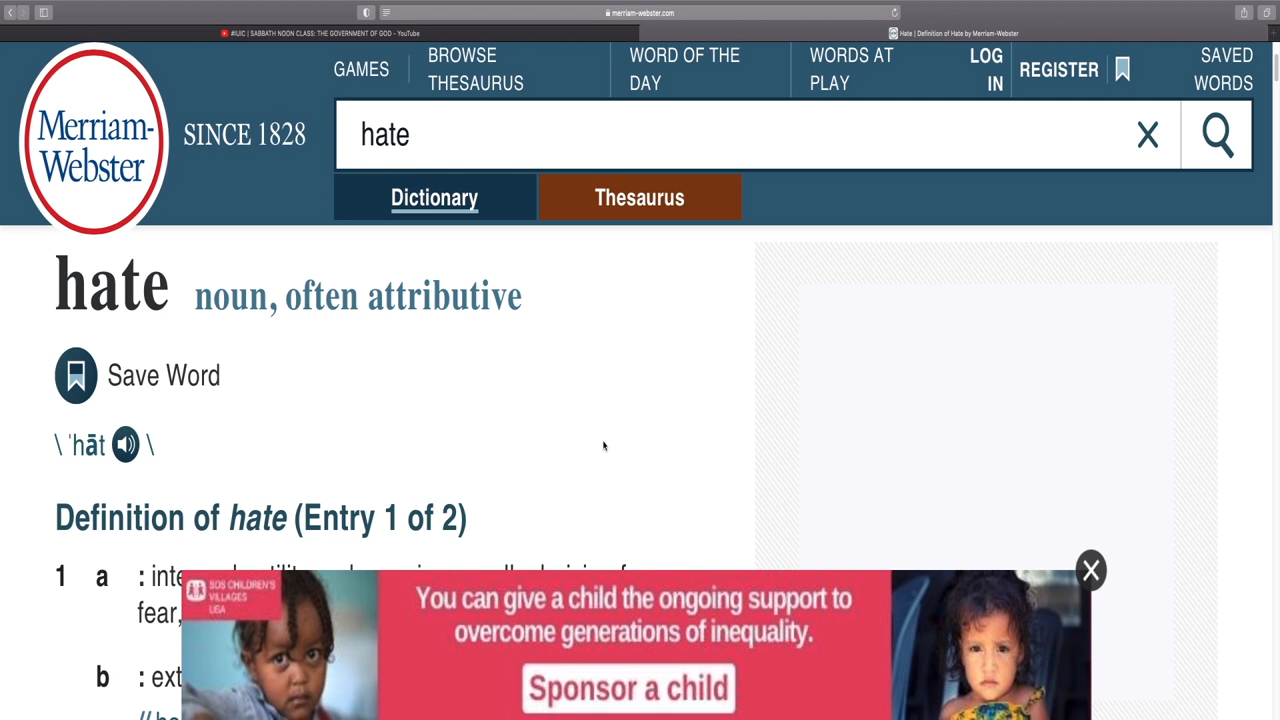 merriam-webster.com
#IUIC | SABBATH NOON CLASS: THE GOVERNMENT OF GOD - YouTube
Hate | Definition of Hate by Merriam-Webster
Merriam-
Webster
SINCE 1828
GAMES
BROWSE
THESAURUS
WORD OF THE
DAY
WORDS AT
PLAY
LOG
IN
REGISTER
SAVED
WORDS
hate
Dictionary
Thesaurus
hate noun, often attributive
Save Word
\ ˈhāt \
Definition of hate (Entry 1 of 2)
1 a :
fear,
b :
SOS CHILDREN'S
VILLAGES
USA
You can give a child the ongoing support to
overcome generations of inequality.
Sponsor a child